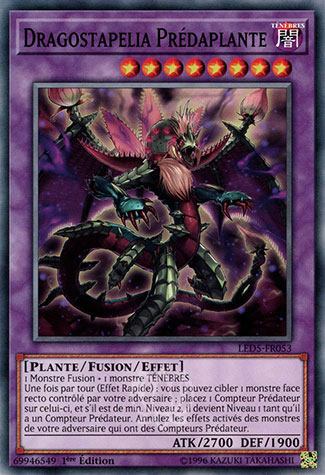 DRAGOSTAPELIA PRÉDAPLANTE
TÉNÈBRES
闇
LED5-FR053
[PLANTE/FUSION/EFFET]
1 Monstre Fusion + 1 monstre TÉNÈBRES
Une fois par tour (Effet Rapide) : vous pouvez cibler 1 monstre face
recto contrôlé par votre adversaire ; placez 1 Compteur Prédateur
sur celui-ci, et s'il est de min. Niveau 2, il devient Niveau 1 tant qu'il
a un Compteur Prédateur. Annulez les effets activés des monstres
de votre adversaire qui ont des Compteurs Prédateur.
ATK/2700 DEF/1900
69946549 1ère Édition ©1996 KAZUKI TAKAHASHI